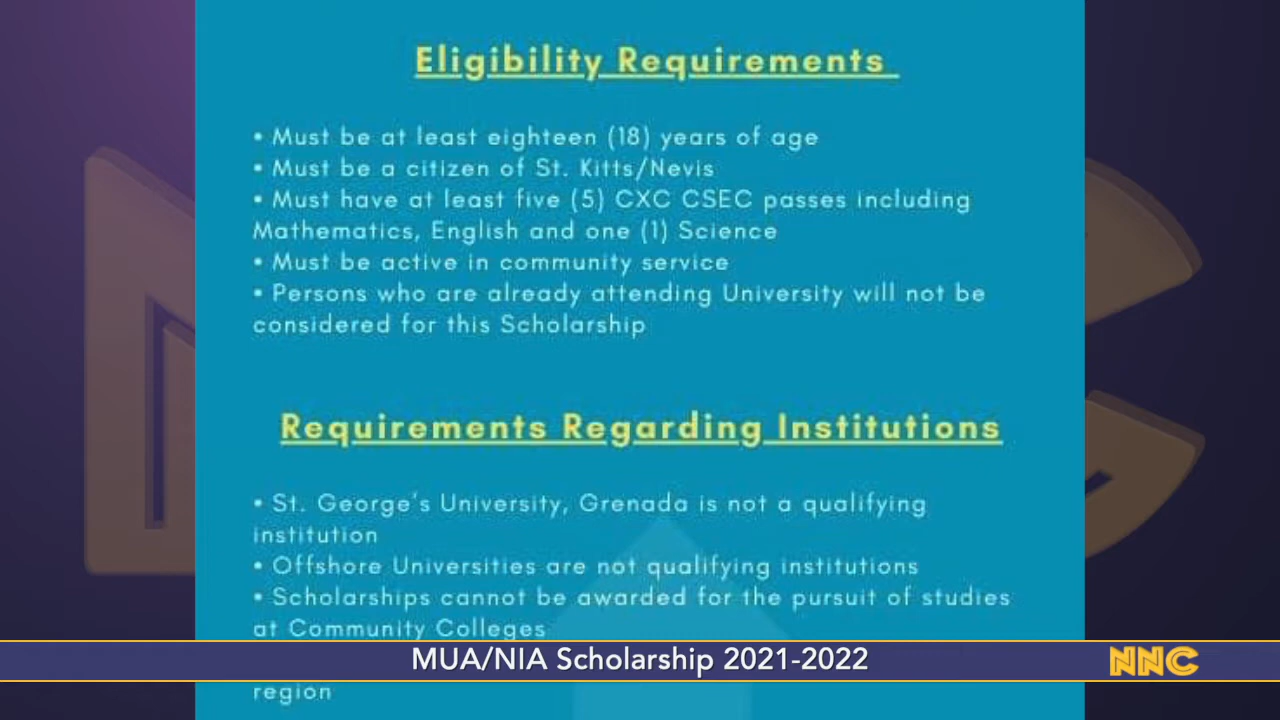 Eligibility Requirements
• Must be at least eighteen (18) years of age
• Must be a citizen of St. Kitts/Nevis
• Must have at least five (5) CXC CSEC passes including
Mathematics, English and one (1) Science
• Must be active in community service
• Persons who are already attending University will not be
considered for this Scholarship
Requirements Regarding Institutions
• St. George's University, Grenada is not a qualifying
institution
• Offshore Universities are not qualifying institutions
• Scholarships cannot be awarded for the pursuit of studies
at Community Colleges
MUA/NIA Scholarship 2021-2022
NNC
region